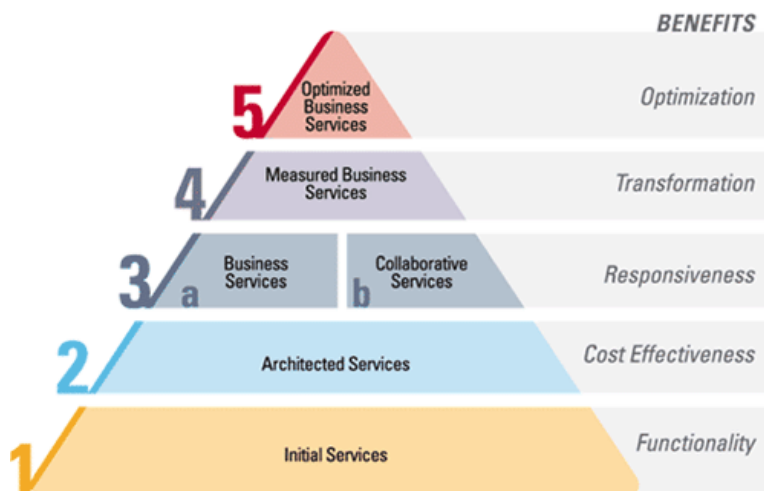 BENEFITS
5
Optimized
Business
Services
Optimization
4
Measured Business
Services
Transformation
3
a
Business
Services
b
Collaborative
Services
Responsiveness
2
Architected Services
Cost Effectiveness
1
Initial Services
Functionality